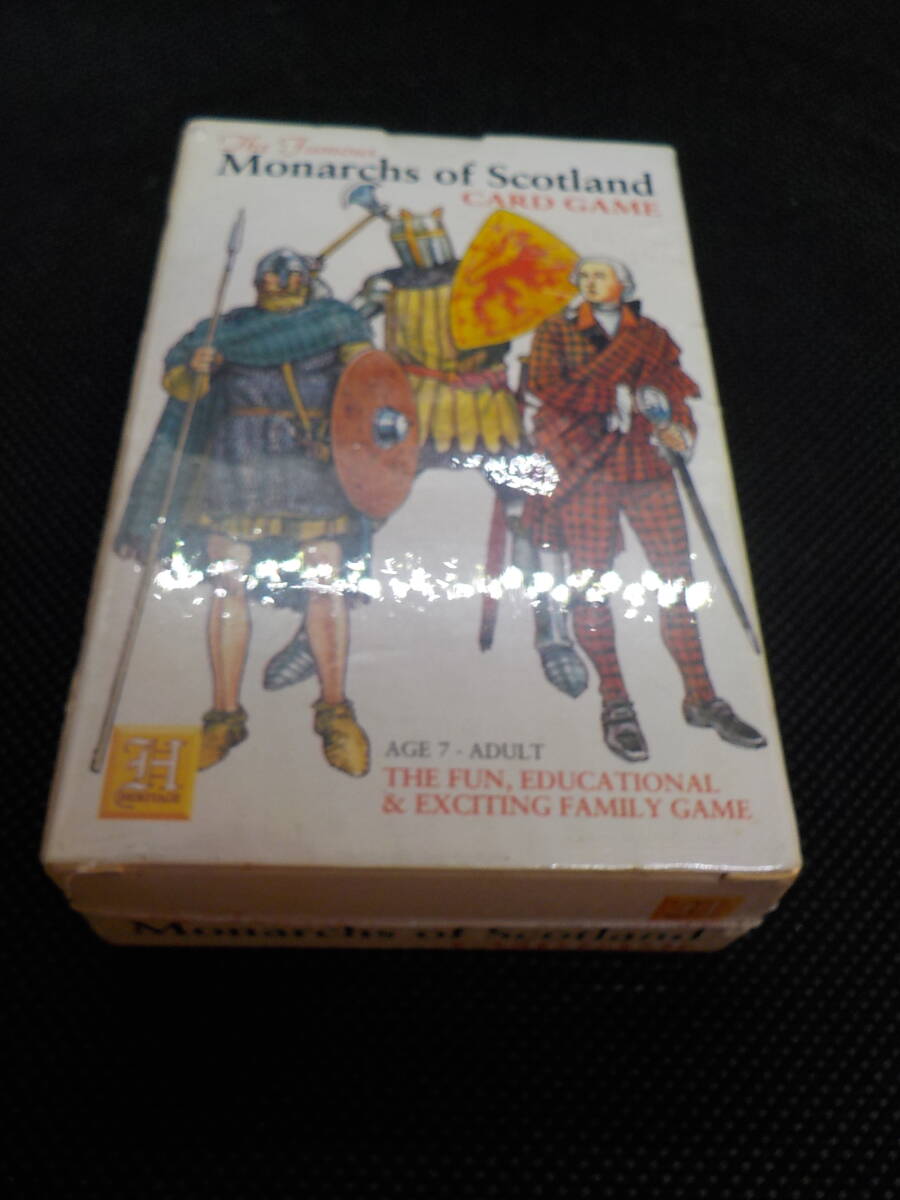 The Famous
Monarchs of Scotland
CARD GAME
AGE 7 - ADULT
THE FUN, EDUCATIONAL
& EXCITING FAMILY GAME
H
HERITAGE
Monarchs of Scotland